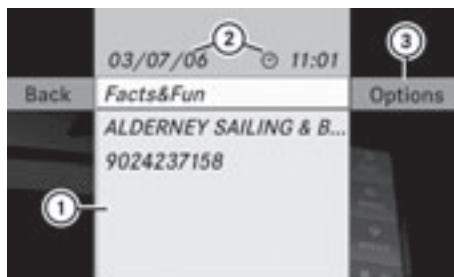 2
3
03/07/06 11:01
Back Facts&Fun Options
ALDERNEY SAILING & B...
9024237158
1